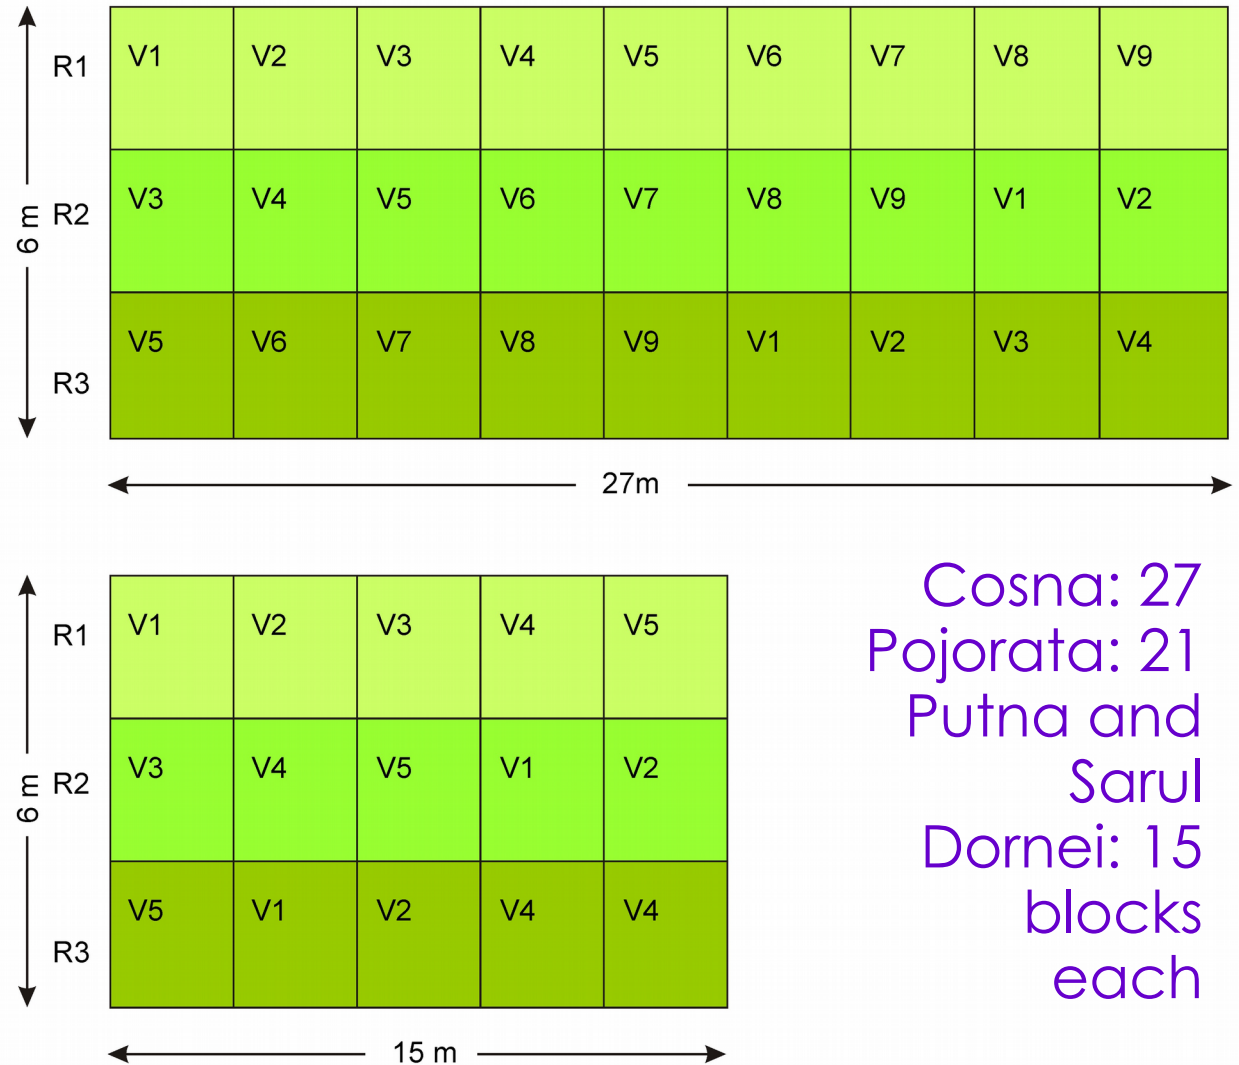 R1 V1 V2 V3 V4 V5 V6 V7 V8 V9
6 m R2 V3 V4 V5 V6 V7 V8 V9 V1 V2
R3 V5 V6 V7 V8 V9 V1 V2 V3 V4
27m
R1 V1 V2 V3 V4 V5
6 m R2 V3 V4 V5 V1 V2
R3 V5 V1 V2 V4 V4
15 m
Cosna: 27
Pojorata: 21
Putna and
Sarul
Dornei: 15
blocks
each